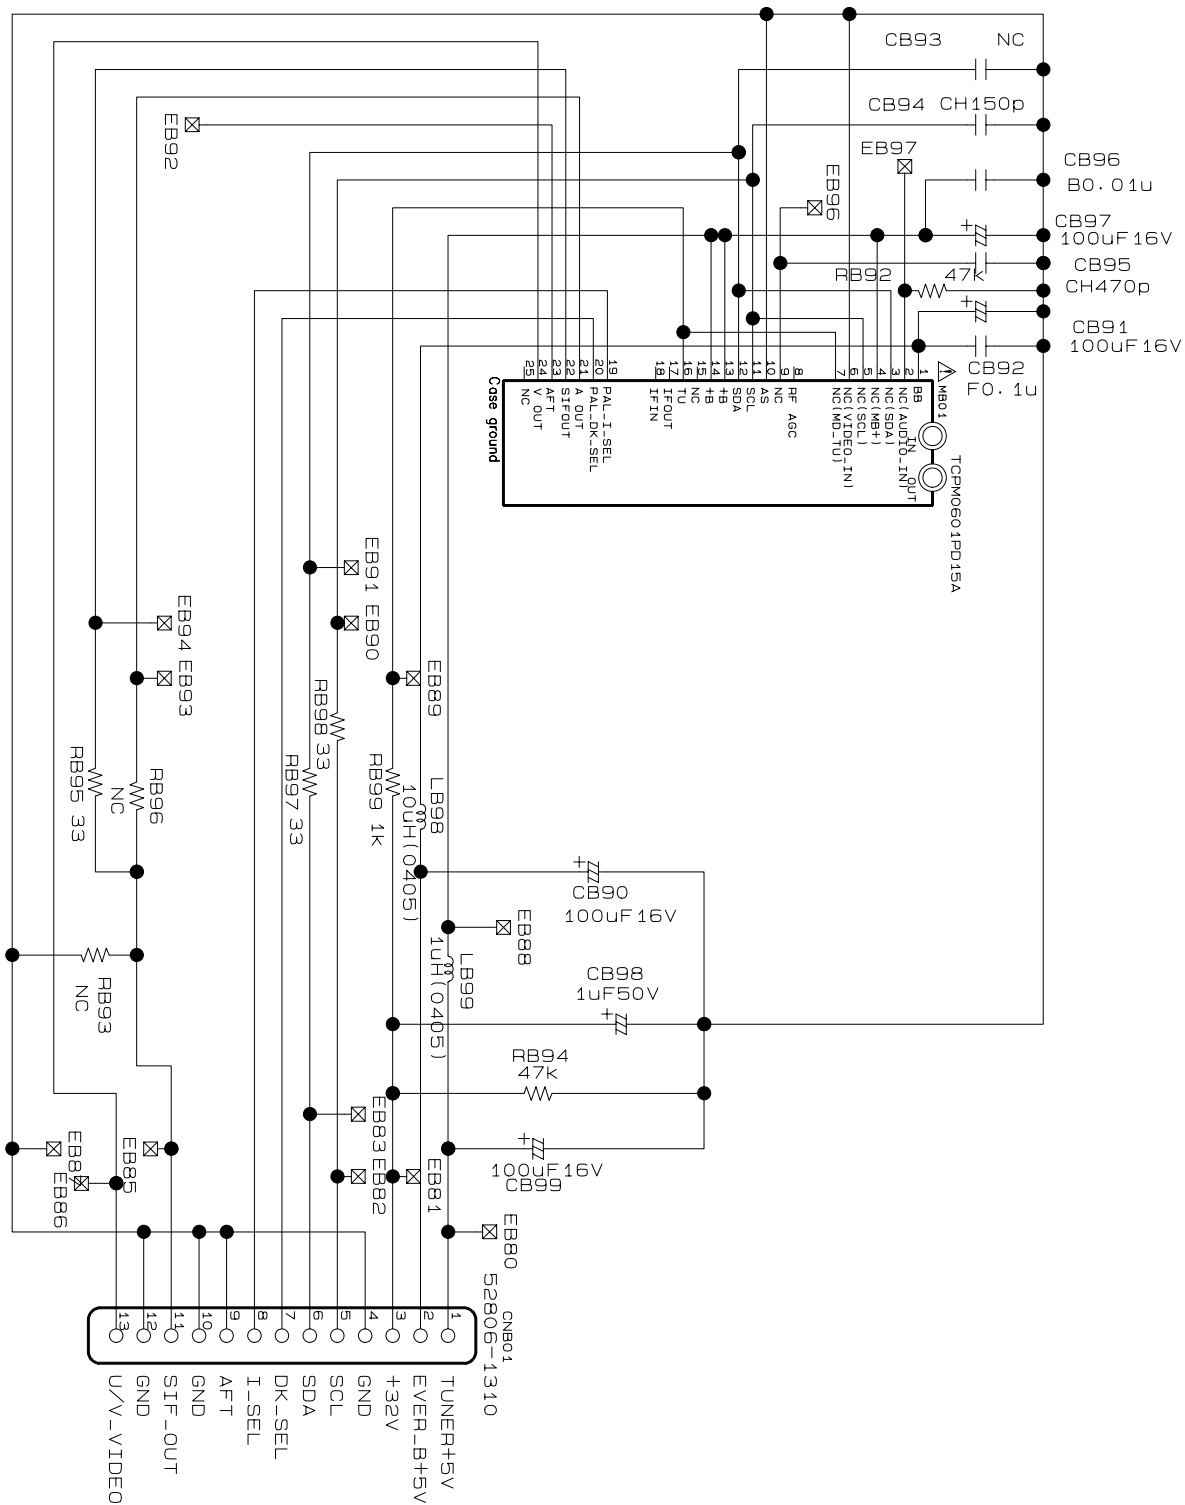 CB93 NC
CB94 CH150p
EB92
EB97
EB96
CB96
B0.01u
CB97
100uF16V
CB95
CH470p
RB92 47K
CB91
100uF16V
CB92
F0.1u
25 24 23 22 21 20 19
18 17 16 15 14 13 12 11 10 9 8
7 6 5 4 3 2 1
NC
V OUT
AFT
SIFOUT
A OUT
PAL_DK_SEL
PAL-I_SEL
IFIN
IFOUT
TU
NC
+B
+B
SDA
SCL
AS
NC
RF AGC
NC(MD_TU)
NC(VIDEO_IN)
NC(SCL)
NC(MB+)
NC(SDA)
NC(AUDIO_IN)
BB
IN OUT
MB01
TCPM0601PD15A
Case ground
EB91
EB90
EB94
EB93
EB89
RB98 33
RB97 33
RB99 1K
RB95 33
RB96
NC
LB98
10uH(0405)
CB90
100uF16V
EB88
LB99
1uH(0405)
CB98
1uF50V
RB93
NC
RB94
47K
EB83
EB82
EB81
100uF16V
CB99
EB87
EB86
EB85
EB80
CNB01
52806-1310
13 12 11 10 9 8 7 6 5 4 3 2 1
U/V_VIDEO
GND
SIF_OUT
GND
AFT
I_SEL
DK_SEL
SDA
SCL
GND
+32V
EVER_B+5V
TUNER+5V